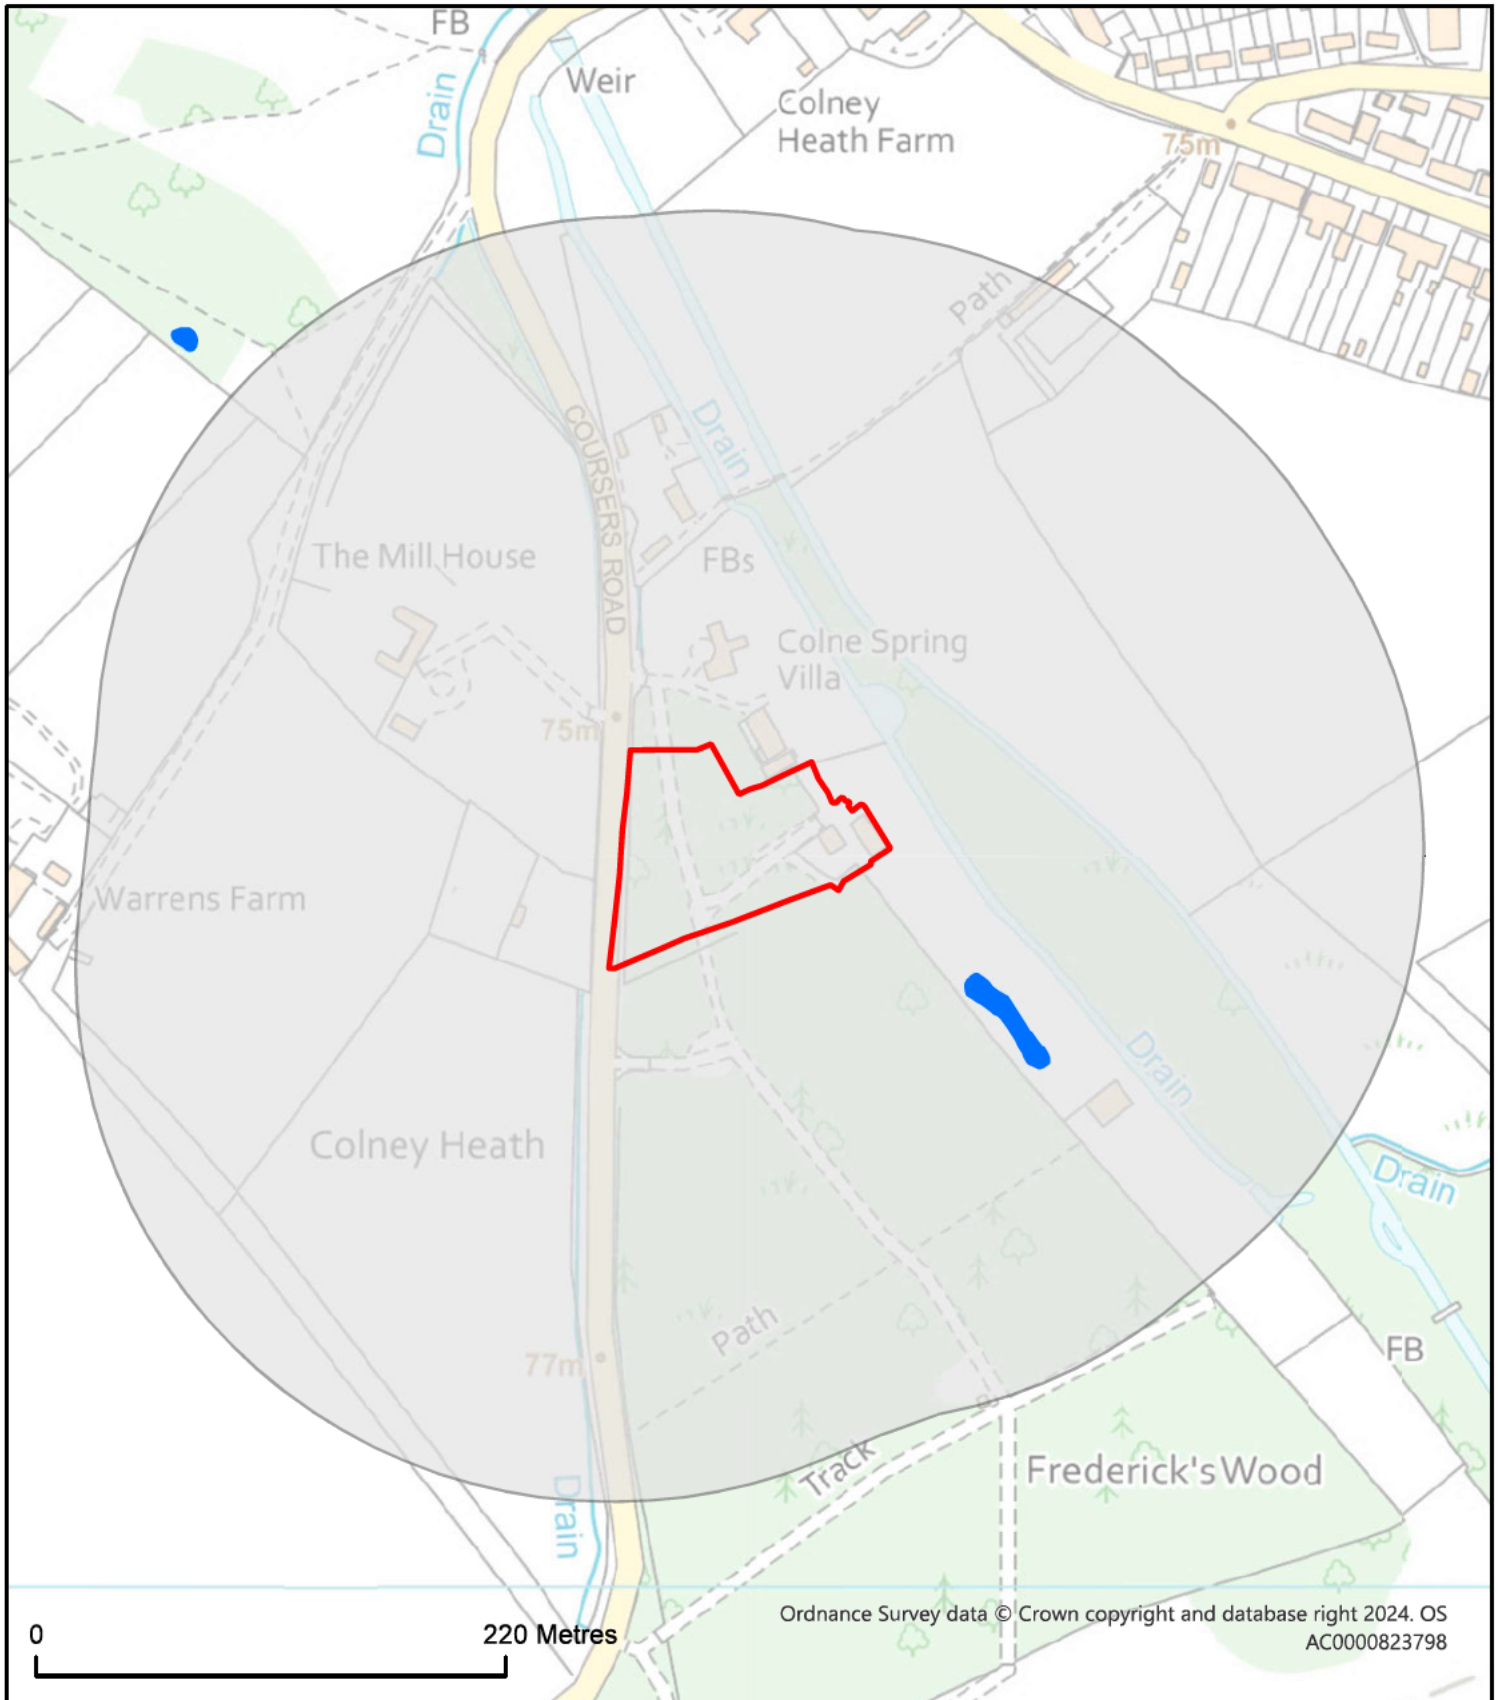 FB
Weir
Drain
Colney
Heath Farm
75m
Path
COURSERS ROAD
Drain
The Mill House
FBs
Colne Spring
Villa
75m
Warrens Farm
Drain
Colney Heath
Drain
Path
77m
FB
Track
Frederick's Wood
Drain
Ordnance Survey data © Crown copyright and database right 2024. OS
AC0000823798
0
220 Metres